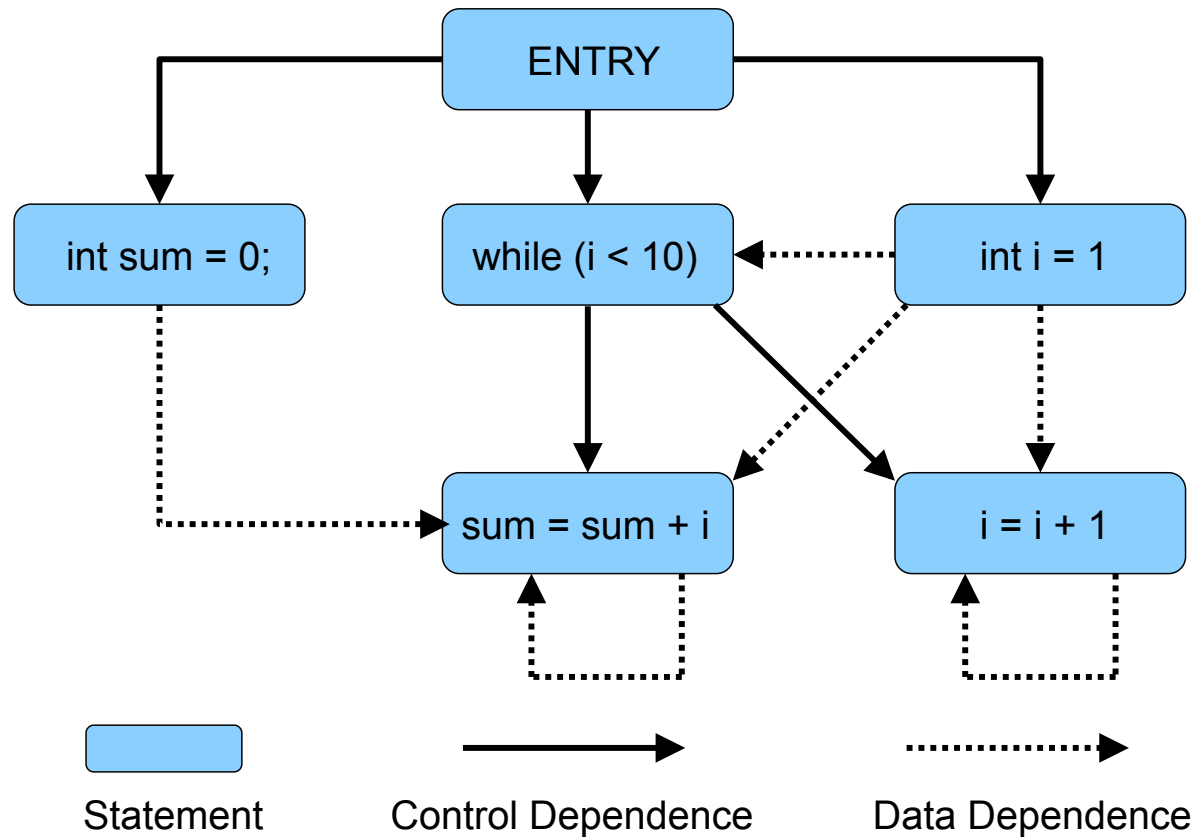 ENTRY
int sum = 0;
while (i < 10)
int i = 1
sum = sum + i
i = i + 1
Statement
Control Dependence
Data Dependence